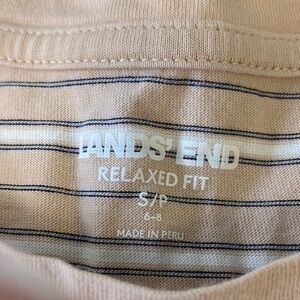 LANDS' END
RELAXED FIT
S/P
6-8
MADE IN PERU